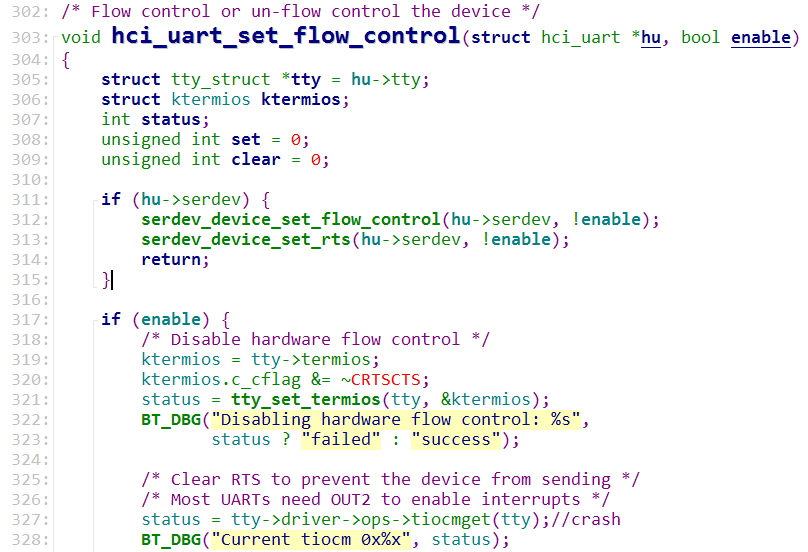 302: /* Flow control or un-flow control the device */
303: void hci_uart_set_flow_control(struct hci_uart *hu, bool enable)
304: {
305:     struct tty_struct *tty = hu->tty;
306:     struct ktermios ktermios;
307:     int status;
308:     unsigned int set = 0;
309:     unsigned int clear = 0;
310:
311:     if (hu->serdev) {
312:         serdev_device_set_flow_control(hu->serdev, !enable);
313:         serdev_device_set_rts(hu->serdev, !enable);
314:         return;
315:     }
316:
317:     if (enable) {
318:         /* Disable hardware flow control */
319:         ktermios = tty->termios;
320:         ktermios.c_cflag &= ~CRTSCTS;
321:         status = tty_set_termios(tty, &ktermios);
322:         BT_DBG("Disabling hardware flow control: %s",
323:                status ? "failed" : "success");
324:
325:         /* Clear RTS to prevent the device from sending */
326:         /* Most UARTs need OUT2 to enable interrupts */
327:         status = tty->driver->ops->tiocmget(tty);//crash
328:         BT_DBG("Current tiocm 0x%x", status);